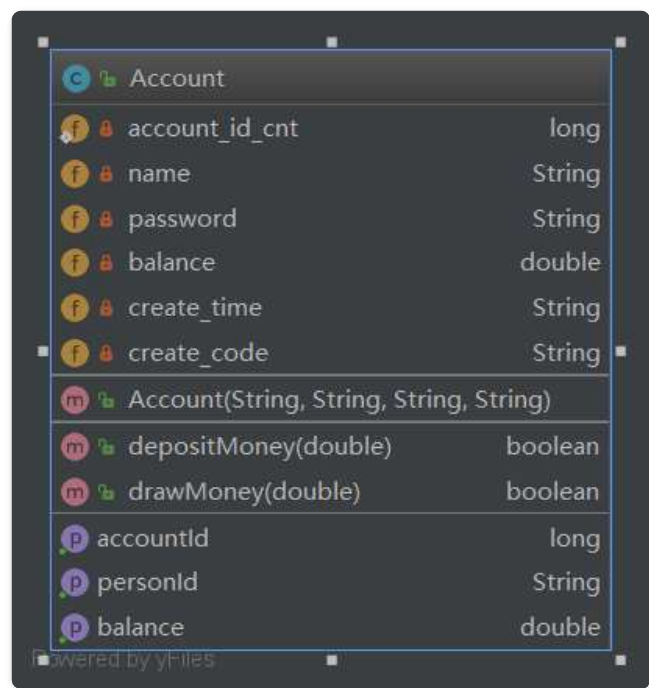 C Account
f account_id_cnt long
f name String
f password String
f balance double
f create_time String
f create_code String
m Account(String, String, String, String)
m depositMoney(double) boolean
m drawMoney(double) boolean
p accountId long
p personId String
p balance double
Powered by yFiles